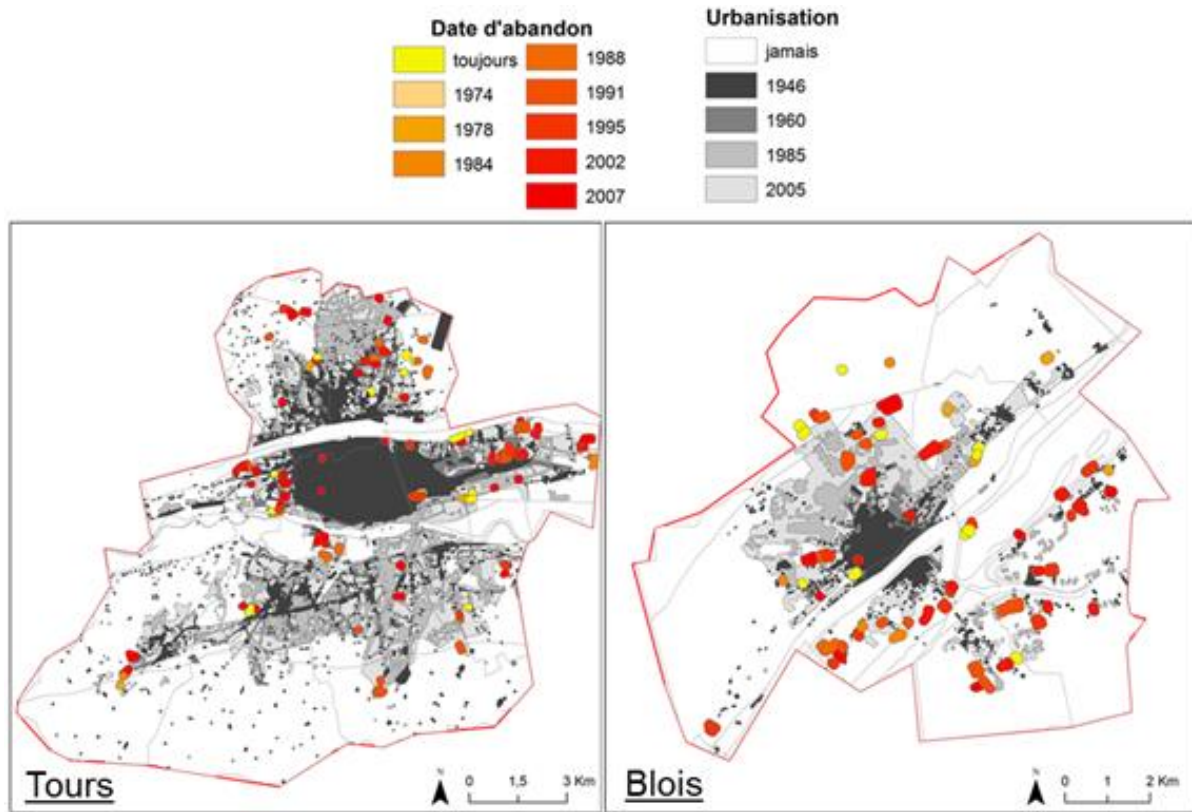 Date d'abandon
toujours
1974
1978
1984
1988
1991
1995
2002
2007
Urbanisation
jamais
1946
1960
1985
2005
Tours
N
0 1,5 3 Km
Blois
N
0 1 2 Km